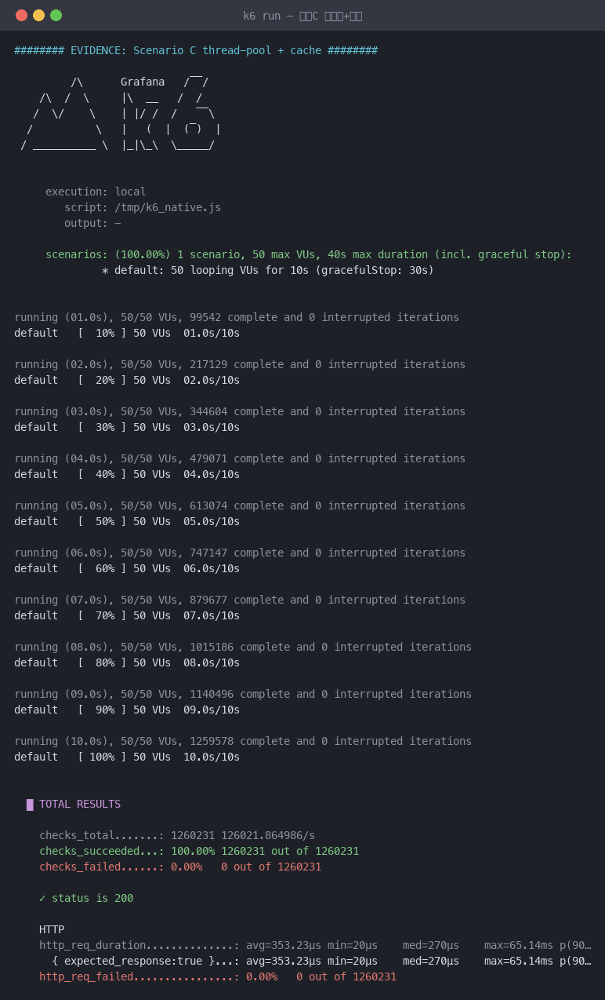 k6 run — C +
######## EVIDENCE: Scenario C thread-pool + cache ########
         /\      Grafana   /‾‾/
    /\  /  \     |\  __   /  /
   /  \/    \    | |/ /  /   ‾‾\
  /          \   |   (  |  (‾)  |
 / __________ \  |_|\_\  \_____/
execution: local
script: /tmp/k6_native.js
output: -
scenarios: (100.00%) 1 scenario, 50 max VUs, 40s max duration (incl. graceful stop):
* default: 50 looping VUs for 10s (gracefulStop: 30s)
running (01.0s), 50/50 VUs, 99542 complete and 0 interrupted iterations
default   [  10% ] 50 VUs  01.0s/10s
running (02.0s), 50/50 VUs, 217129 complete and 0 interrupted iterations
default   [  20% ] 50 VUs  02.0s/10s
running (03.0s), 50/50 VUs, 344604 complete and 0 interrupted iterations
default   [  30% ] 50 VUs  03.0s/10s
running (04.0s), 50/50 VUs, 479071 complete and 0 interrupted iterations
default   [  40% ] 50 VUs  04.0s/10s
running (05.0s), 50/50 VUs, 613074 complete and 0 interrupted iterations
default   [  50% ] 50 VUs  05.0s/10s
running (06.0s), 50/50 VUs, 747147 complete and 0 interrupted iterations
default   [  60% ] 50 VUs  06.0s/10s
running (07.0s), 50/50 VUs, 879677 complete and 0 interrupted iterations
default   [  70% ] 50 VUs  07.0s/10s
running (08.0s), 50/50 VUs, 1015186 complete and 0 interrupted iterations
default   [  80% ] 50 VUs  08.0s/10s
running (09.0s), 50/50 VUs, 1140496 complete and 0 interrupted iterations
default   [  90% ] 50 VUs  09.0s/10s
running (10.0s), 50/50 VUs, 1259578 complete and 0 interrupted iterations
default   [ 100% ] 50 VUs  10.0s/10s
█ TOTAL RESULTS
checks_total.......: 1260231 126021.864986/s
checks_succeeded...: 100.00% 1260231 out of 1260231
checks_failed......: 0.00%   0 out of 1260231
✓ status is 200
HTTP
http_req_duration..............: avg=353.23µs min=20µs    med=270µs    max=65.14ms p(90…
{ expected_response:true }...: avg=353.23µs min=20µs    med=270µs    max=65.14ms p(90…
http_req_failed................: 0.00%   0 out of 1260231